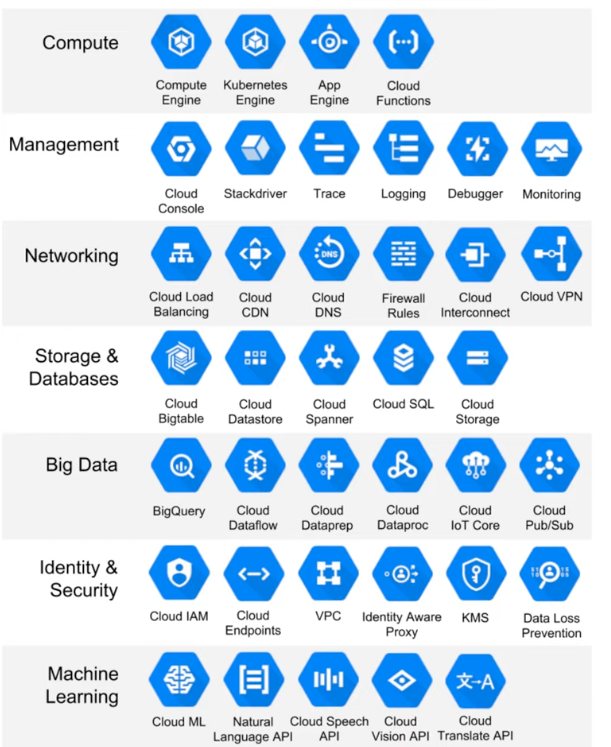 Compute
Compute
Engine
Kubernetes
Engine
App
Engine
Cloud
Functions
Management
Cloud
Console
Stackdriver
Trace
Logging
Debugger
Monitoring
Networking
Cloud Load
Balancing
Cloud
CDN
DNS
Cloud
DNS
Firewall
Rules
Cloud
Interconnect
Cloud VPN
Storage &
Databases
Cloud
Bigtable
Cloud
Datastore
Cloud
Spanner
Cloud SQL
Cloud
Storage
Big Data
BigQuery
Cloud
Dataflow
Cloud
Dataprep
Cloud
Dataproc
Cloud
IoT Core
Cloud
Pub/Sub
Identity &
Security
Cloud IAM
Cloud
Endpoints
VPC
Identity Aware
Proxy
KMS
Data Loss
Prevention
Machine
Learning
Cloud ML
Natural
Language API
Cloud Speech
API
Cloud
Vision API
文→A
Cloud
Translate API